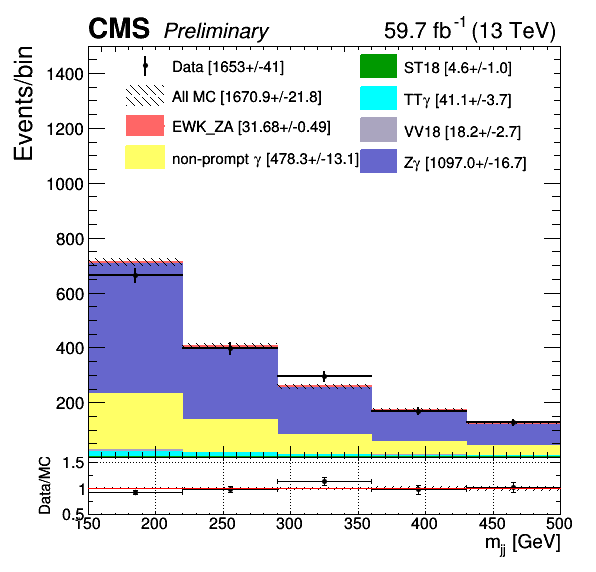 CMS Preliminary 59.7 fb⁻¹ (13 TeV)
Events/bin
Data [1653+/-41]
All MC [1670.9+/-21.8]
EWK_ZA [31.68+/-0.49]
non-prompt γ [478.3+/-13.1]
ST18 [4.6+/-1.0]
TTγ [41.1+/-3.7]
VV18 [18.2+/-2.7]
Zγ [1097.0+/-16.7]
1400
1200
1000
800
600
400
200
Data/MC
1.5
1
0.5
150 200 250 300 350 400 450 500
m_jj [GeV]